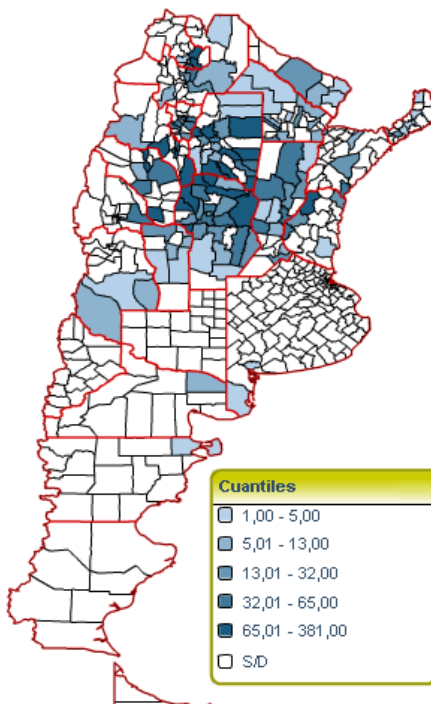 Cuantiles
1,00 - 5,00
5,01 - 13,00
13,01 - 32,00
32,01 - 65,00
65,01 - 381,00
S/D